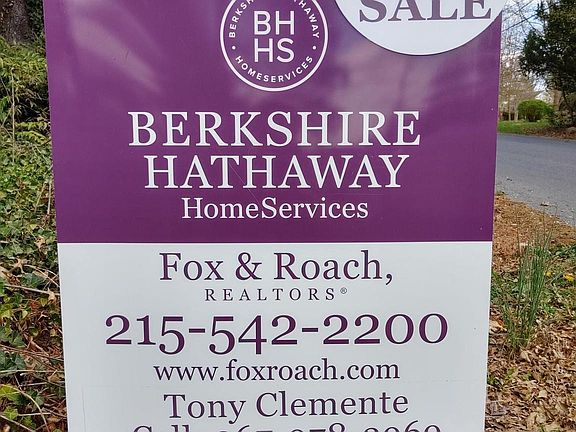 SALE
BERKSHIRE HATHAWAY
BH
HS
HOMESERVICES
BERKSHIRE
HATHAWAY
HomeServices
Fox & Roach,
REALTORS®
215-542-2200
www.foxroach.com
Tony Clemente
Cell